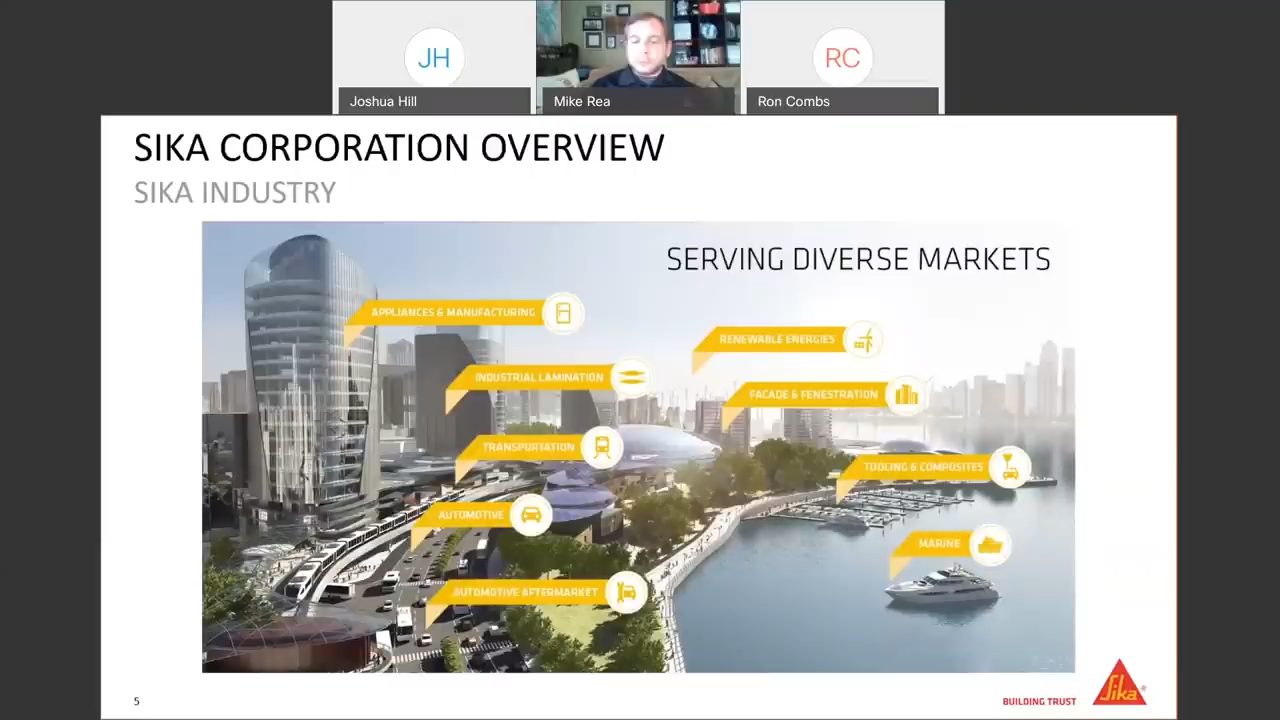 JH
RC
Joshua Hill
Mike Rea
Ron Combs
SIKA CORPORATION OVERVIEW
SIKA INDUSTRY
SERVING DIVERSE MARKETS
APPLIANCES & MANUFACTURING
RENEWABLE ENERGIES
INDUSTRIAL LAMINATION
FACADE & FENESTRATION
TRANSPORTATION
TOOLING & COMPOSITES
AUTOMOTIVE
MARINE
AUTOMOTIVE AFTERMARKET
5
BUILDING TRUST
Sika®